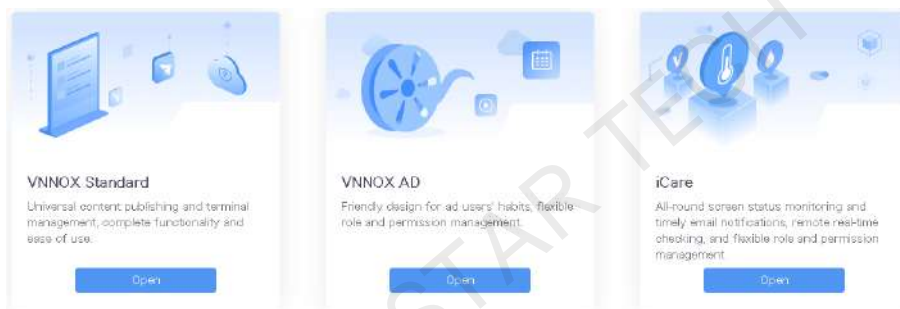 VNNOX Standard
Universal content publishing and terminal
management, complete functionality and
ease of use.
Open
VNNOX AD
Friendly design for ad users' habits, flexible
role and permission management.
Open
iCare
All-round screen status monitoring and
timely email notifications, remote real-time
checking, and flexible role and permission
management
Open
STAR TECH